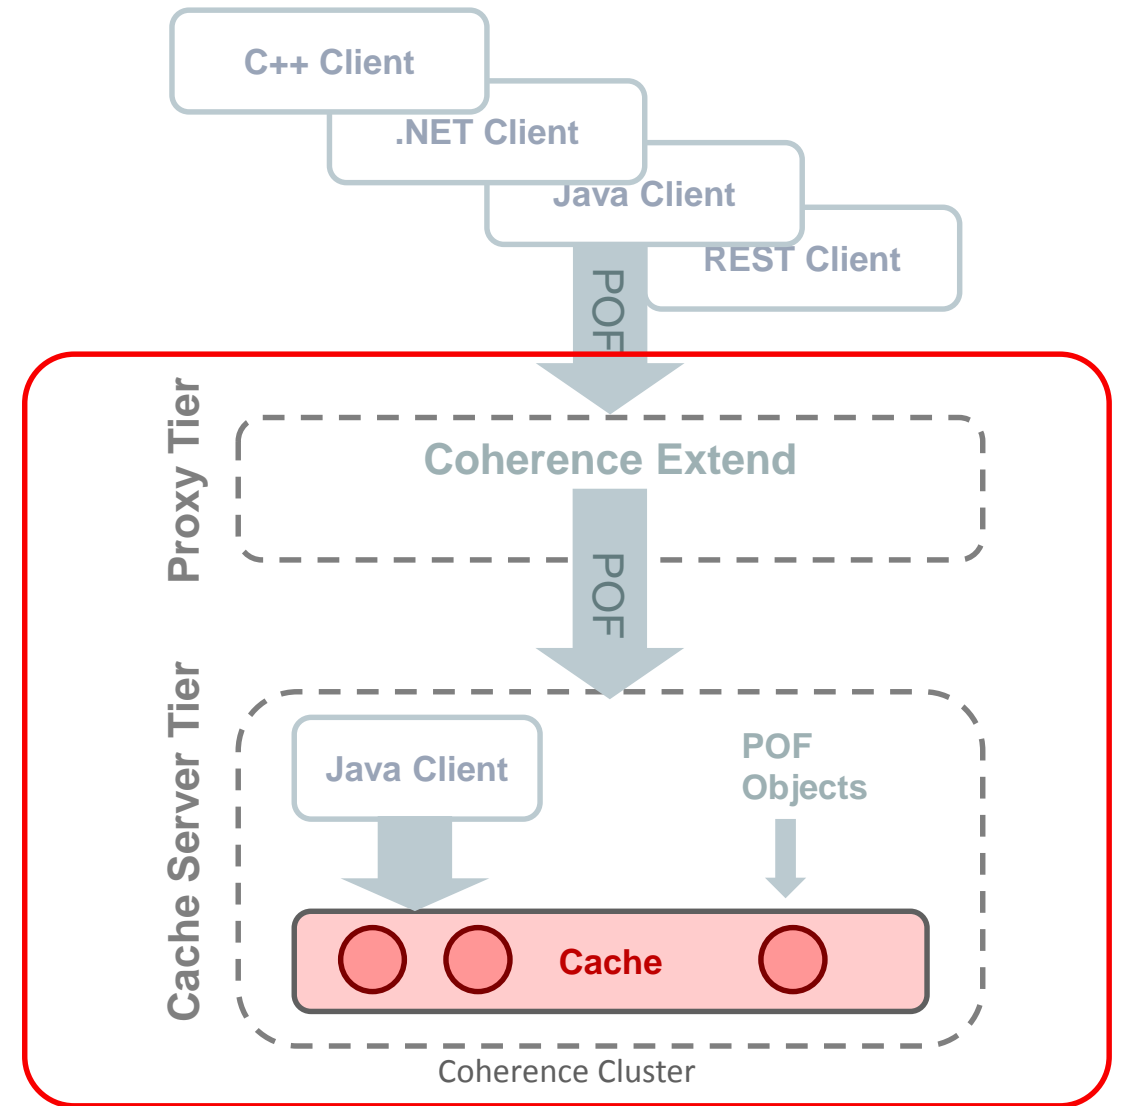 C++ Client
.NET Client
Java Client
REST Client
POF
Proxy Tier
Coherence Extend
POF
Cache Server Tier
Java Client
POF
Objects
Cache
Coherence Cluster